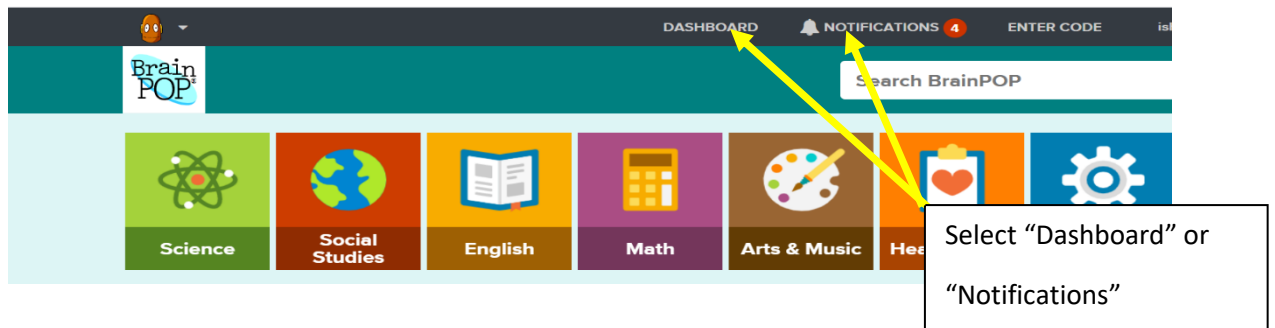 DASHBOARD NOTIFICATIONS 4 ENTER CODE
Brain
POP
Search BrainPOP
Science
Social
Studies
English
Math
Arts & Music
Select “Dashboard” or
“Notifications”